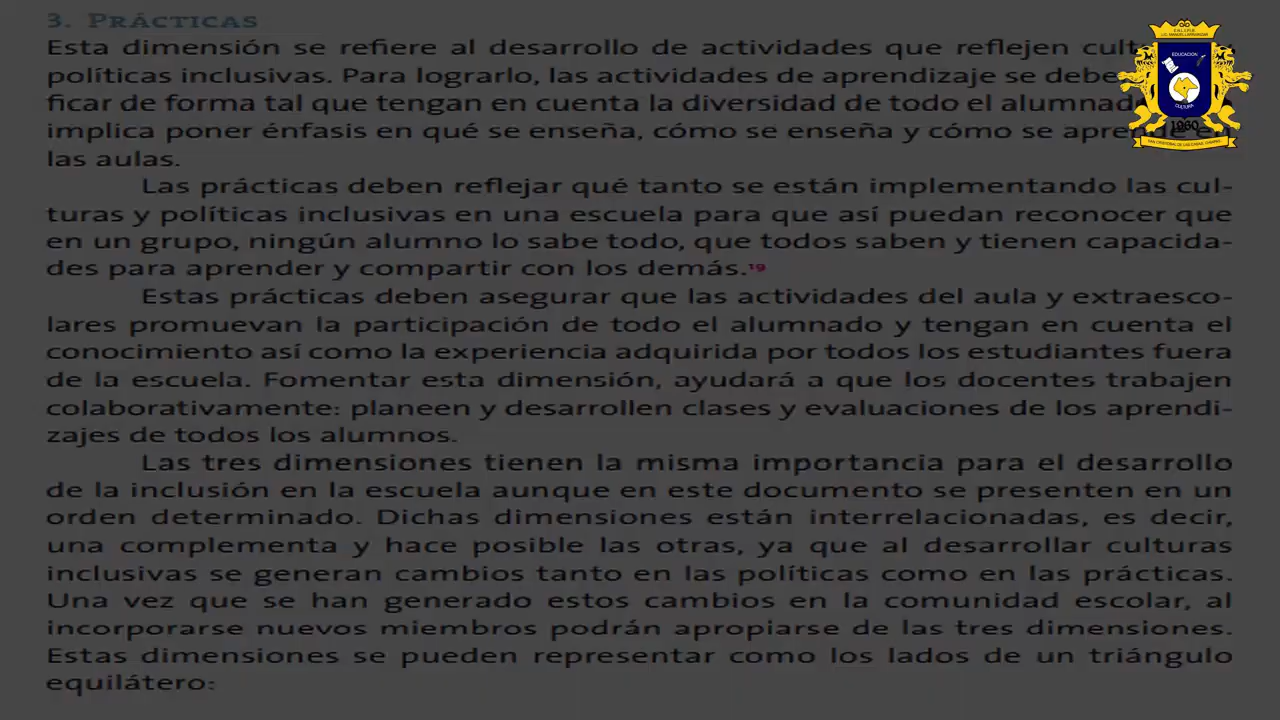 3. PRÁCTICAS
Esta dimensión se refiere al desarrollo de actividades que reflejen
políticas inclusivas. Para lograrlo, las actividades de aprendizaje se
ficar de forma tal que tengan en cuenta la diversidad de todo el
implica poner énfasis en qué se enseña, cómo se enseña y cómo se aprende en
las aulas.
Las prácticas deben reflejar qué tanto se están implementando las cul-
turas y políticas inclusivas en una escuela para que así puedan reconocer que
en un grupo, ningún alumno lo sabe todo, que todos saben y tienen capacida-
des para aprender y compartir con los demás.19
Estas prácticas deben asegurar que las actividades del aula y extraesco-
lares promuevan la participación de todo el alumnado y tengan en cuenta el
conocimiento así como la experiencia adquirida por todos los estudiantes fuera
de la escuela. Fomentar esta dimensión, ayudará a que los docentes trabajen
colaborativamente: planeen y desarrollen clases y evaluaciones de los aprendi-
zajes de todos los alumnos.
Las tres dimensiones tienen la misma importancia para el desarrollo
de la inclusión en la escuela aunque en este documento se presenten en un
orden determinado. Dichas dimensiones están interrelacionadas, es decir,
una complementa y hace posible las otras, ya que al desarrollar culturas
inclusivas se generan cambios tanto en las políticas como en las prácticas.
Una vez que se han generado estos cambios en la comunidad escolar, al
incorporarse nuevos miembros podrán apropiarse de las tres dimensiones.
Estas dimensiones se pueden representar como los lados de un triángulo
equilátero:
EDUCACION
CULTURA
1960
SAN CRISTOBAL DE LAS CASAS, CHIAPAS